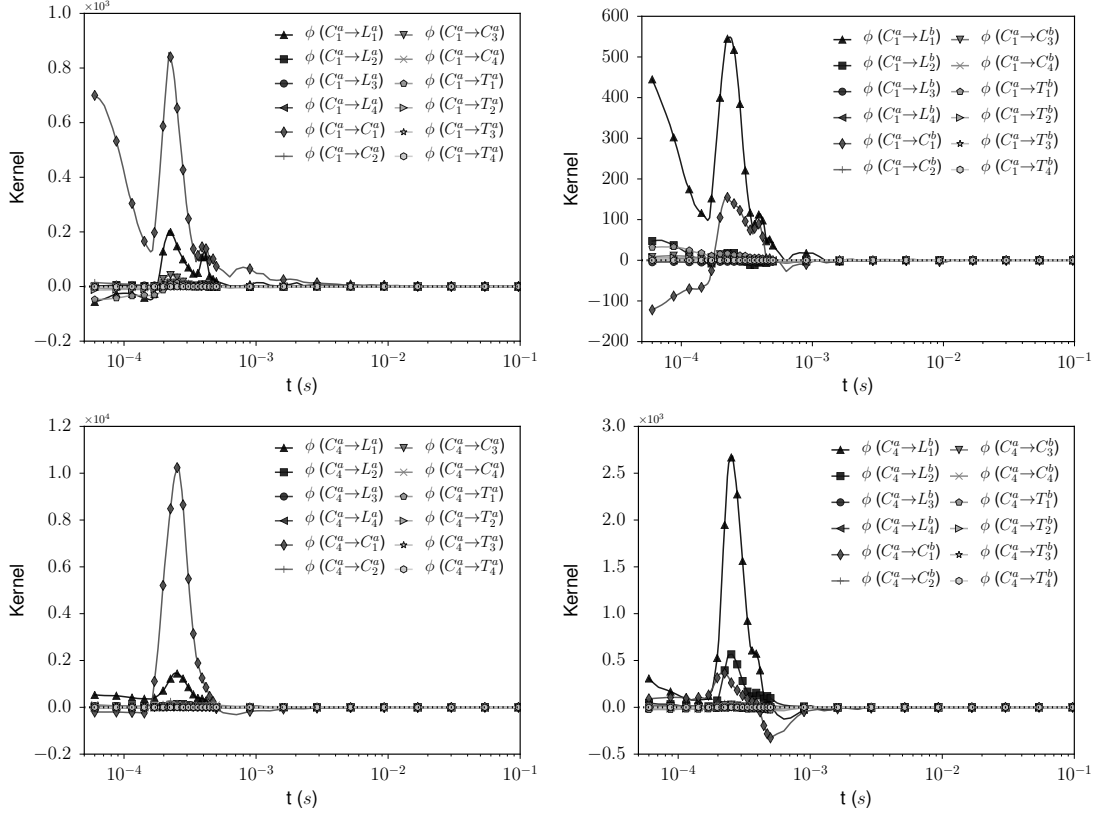 ×10³
1.0
0.8
0.6
0.4
0.2
0.0
−0.2
Kernel
10⁻⁴ 10⁻³ 10⁻² 10⁻¹
t (s)
ϕ (C₁ᵃ→L₁ᵃ) ϕ (C₁ᵃ→C₃ᵃ)
ϕ (C₁ᵃ→L₂ᵃ) ϕ (C₁ᵃ→C₄ᵃ)
ϕ (C₁ᵃ→L₃ᵃ) ϕ (C₁ᵃ→T₁ᵃ)
ϕ (C₁ᵃ→L₄ᵃ) ϕ (C₁ᵃ→T₂ᵃ)
ϕ (C₁ᵃ→C₁ᵃ) ϕ (C₁ᵃ→T₃ᵃ)
ϕ (C₁ᵃ→C₂ᵃ) ϕ (C₁ᵃ→T₄ᵃ)
600
500
400
300
200
100
0
−100
−200
Kernel
10⁻⁴ 10⁻³ 10⁻² 10⁻¹
t (s)
ϕ (C₁ᵃ→L₁ᵇ) ϕ (C₁ᵃ→C₃ᵇ)
ϕ (C₁ᵃ→L₂ᵇ) ϕ (C₁ᵃ→C₄ᵇ)
ϕ (C₁ᵃ→L₃ᵇ) ϕ (C₁ᵃ→T₁ᵇ)
ϕ (C₁ᵃ→L₄ᵇ) ϕ (C₁ᵃ→T₂ᵇ)
ϕ (C₁ᵃ→C₁ᵇ) ϕ (C₁ᵃ→T₃ᵇ)
ϕ (C₁ᵃ→C₂ᵇ) ϕ (C₁ᵃ→T₄ᵇ)
×10⁴
1.2
1.0
0.8
0.6
0.4
0.2
0.0
−0.2
Kernel
10⁻⁴ 10⁻³ 10⁻² 10⁻¹
t (s)
ϕ (C₄ᵃ→L₁ᵃ) ϕ (C₄ᵃ→C₃ᵃ)
ϕ (C₄ᵃ→L₂ᵃ) ϕ (C₄ᵃ→C₄ᵃ)
ϕ (C₄ᵃ→L₃ᵃ) ϕ (C₄ᵃ→T₁ᵃ)
ϕ (C₄ᵃ→L₄ᵃ) ϕ (C₄ᵃ→T₂ᵃ)
ϕ (C₄ᵃ→C₁ᵃ) ϕ (C₄ᵃ→T₃ᵃ)
ϕ (C₄ᵃ→C₂ᵃ) ϕ (C₄ᵃ→T₄ᵃ)
×10³
3.0
2.5
2.0
1.5
1.0
0.5
0.0
−0.5
Kernel
10⁻⁴ 10⁻³ 10⁻² 10⁻¹
t (s)
ϕ (C₄ᵃ→L₁ᵇ) ϕ (C₄ᵃ→C₃ᵇ)
ϕ (C₄ᵃ→L₂ᵇ) ϕ (C₄ᵃ→C₄ᵇ)
ϕ (C₄ᵃ→L₃ᵇ) ϕ (C₄ᵃ→T₁ᵇ)
ϕ (C₄ᵃ→L₄ᵇ) ϕ (C₄ᵃ→T₂ᵇ)
ϕ (C₄ᵃ→C₁ᵇ) ϕ (C₄ᵃ→T₃ᵇ)
ϕ (C₄ᵃ→C₂ᵇ) ϕ (C₄ᵃ→T₄ᵇ)